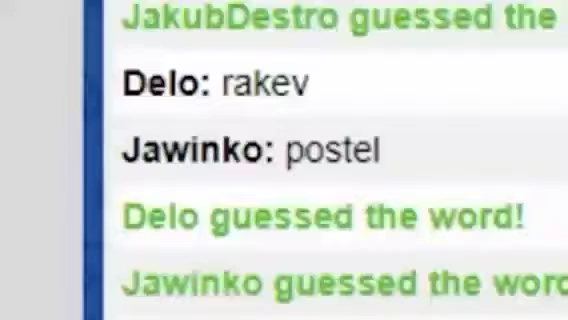 JakubDestro guessed the
Delo: rakev
Jawinko: postel
Delo guessed the word!
Jawinko guessed the word